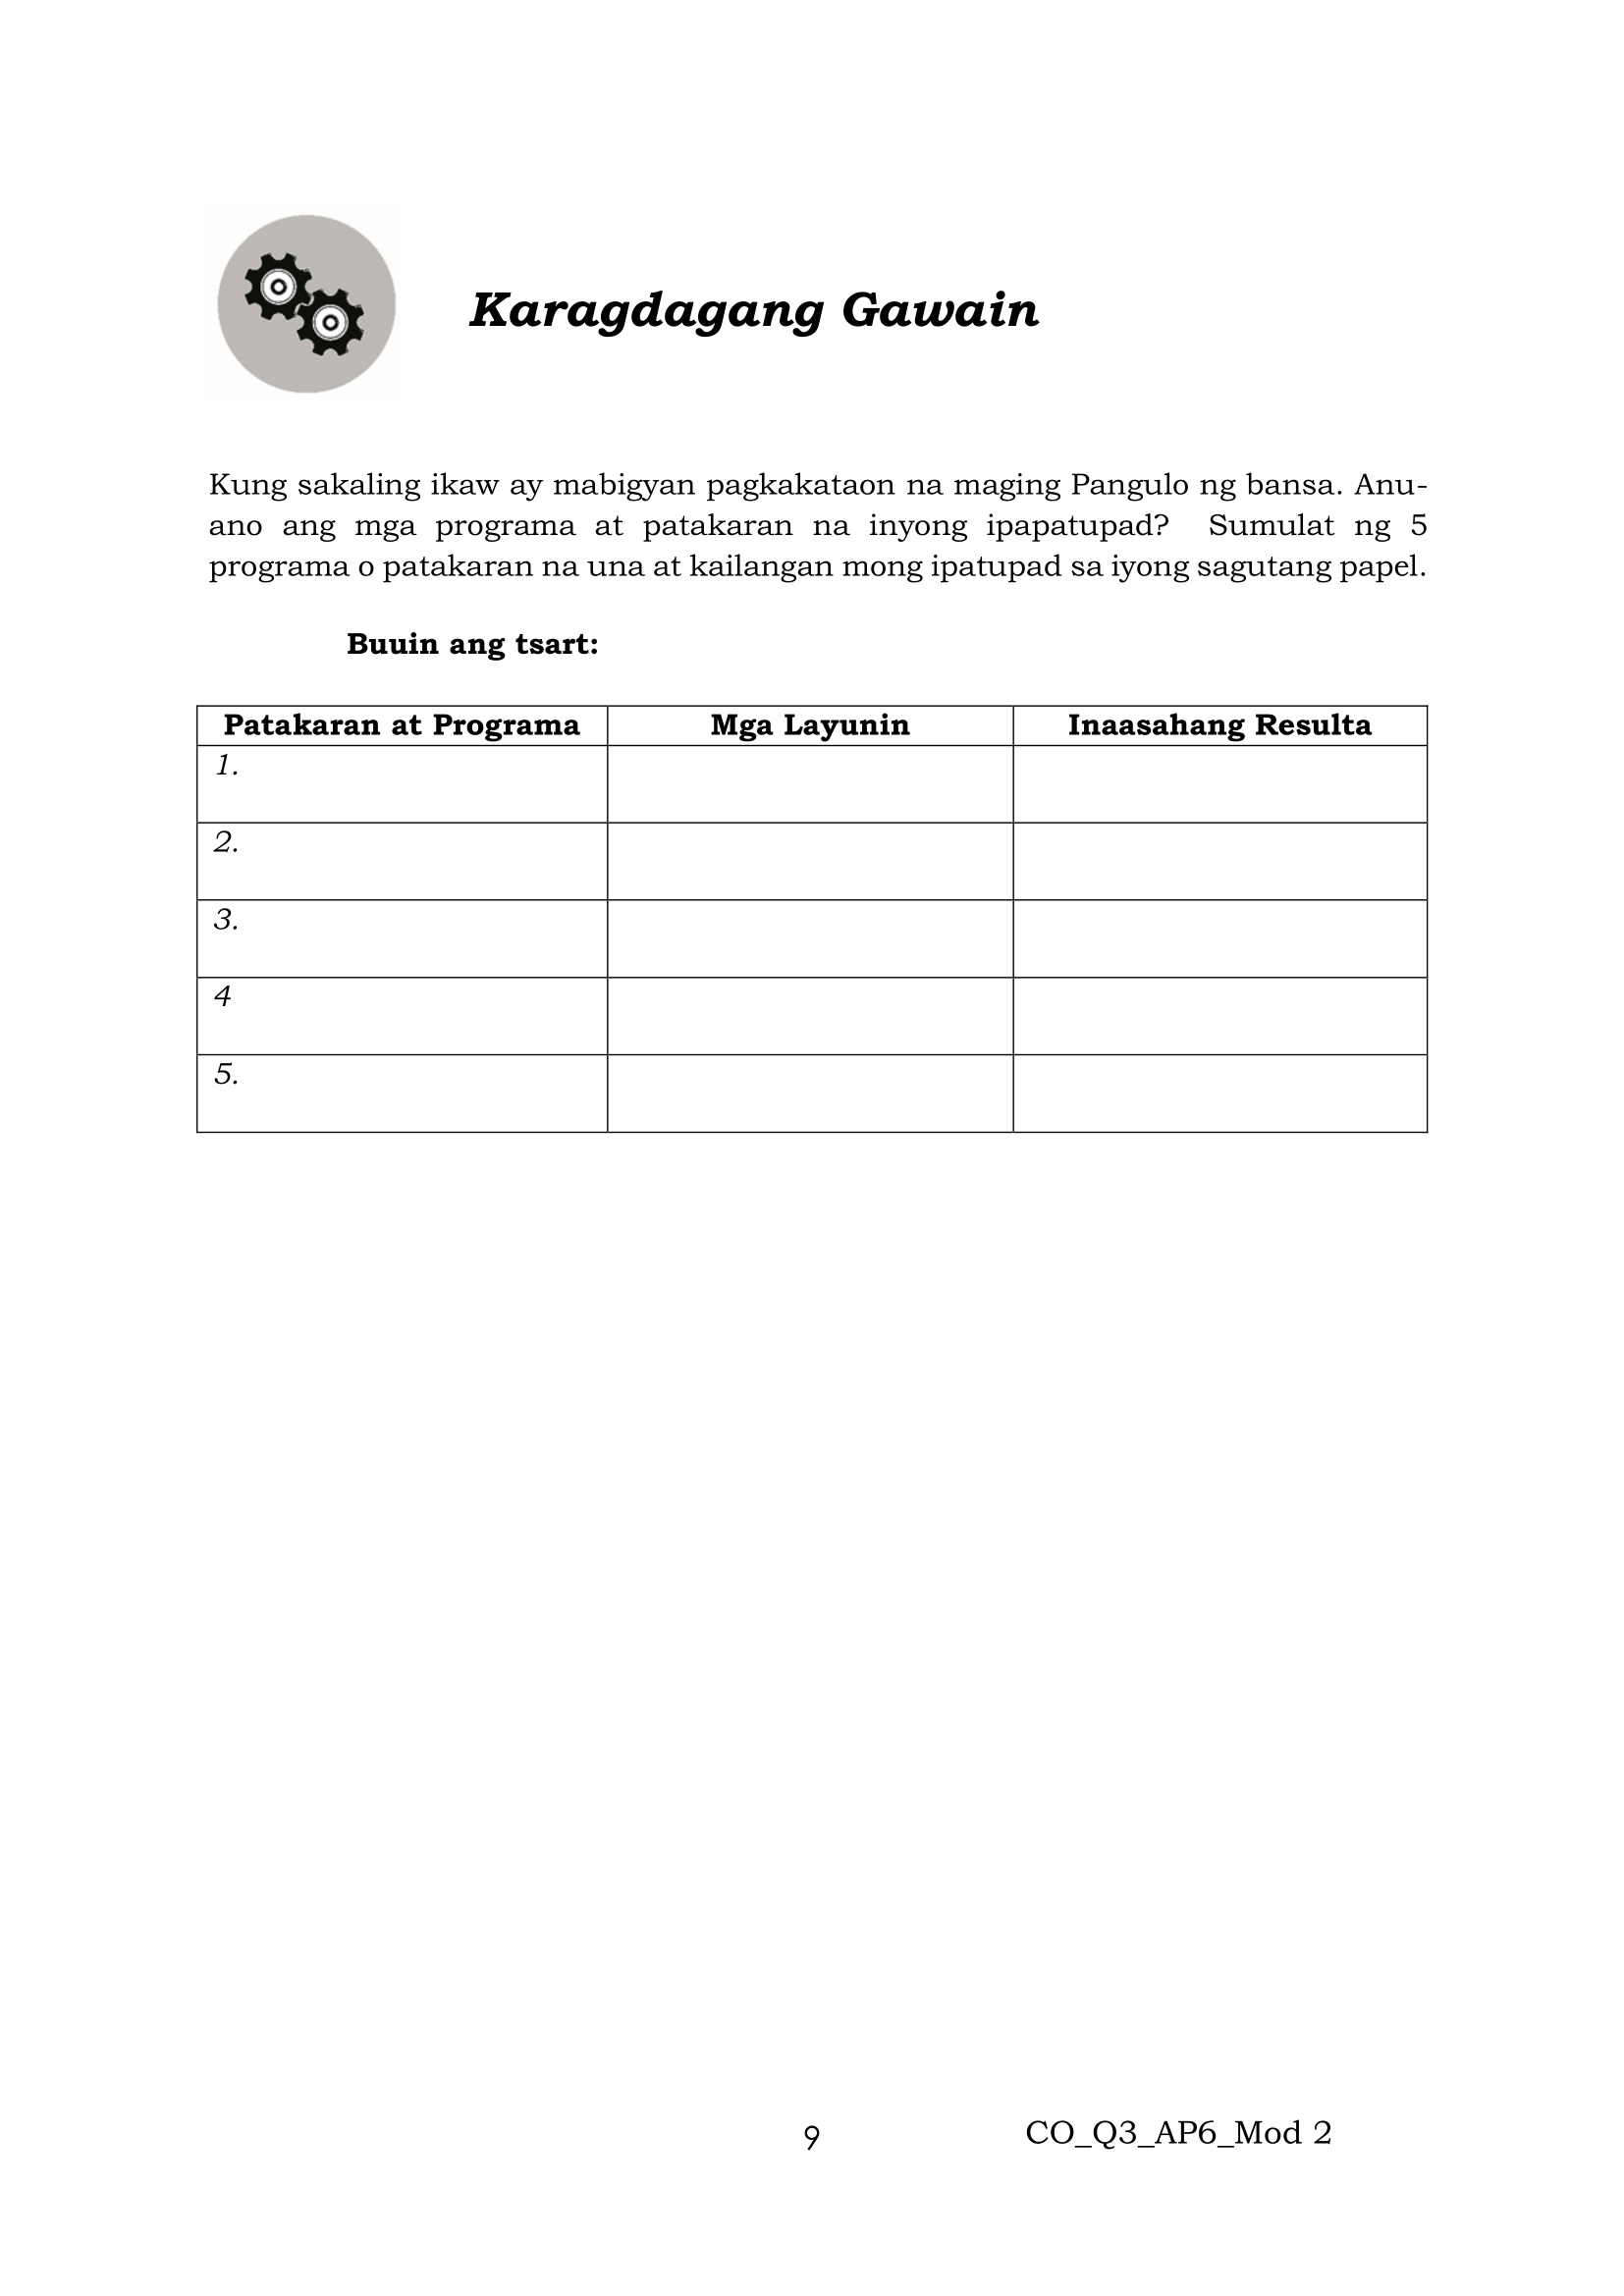 Karagdagang Gawain
Kung sakaling ikaw ay mabigyan pagkakataon na maging Pangulo ng bansa. Anu-
ano ang mga programa at patakaran na inyong ipapatupad? Sumulat ng 5
programa o patakaran na una at kailangan mong ipatupad sa iyong sagutang papel.
Buuin ang tsart:
Patakaran at Programa Mga Layunin Inaasahang Resulta
1.
2.
3.
4
5.
9 CO_Q3_AP6_Mod 2